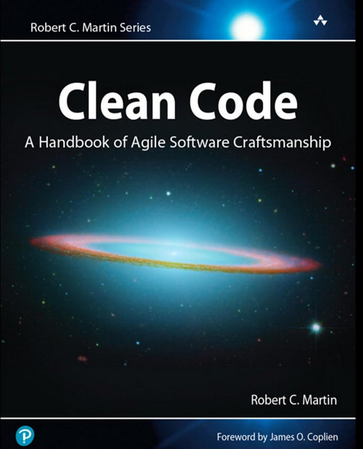 Robert C. Martin Series
Clean Code
A Handbook of Agile Software Craftsmanship
Robert C. Martin
Foreword by James O. Coplien